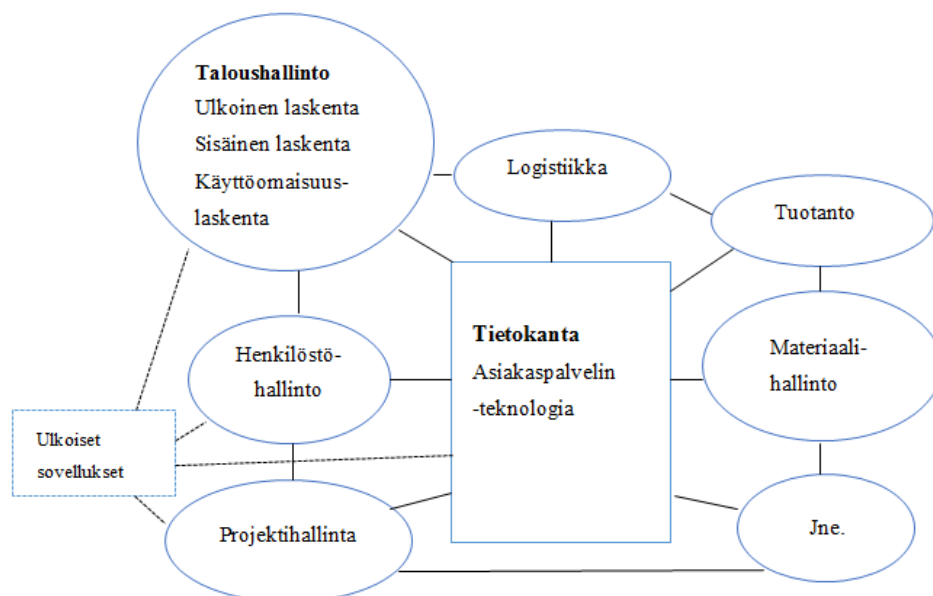 Taloushallinto
Ulkoinen laskenta
Sisäinen laskenta
Käyttöomaisuus-
laskenta
Logistiikka
Tuotanto
Tietokanta
Asiakaspalvelin
-teknologia
Henkilöstö-
hallinto
Materiaali-
hallinto
Ulkoiset
sovellukset
Projektihallinta
Jne.